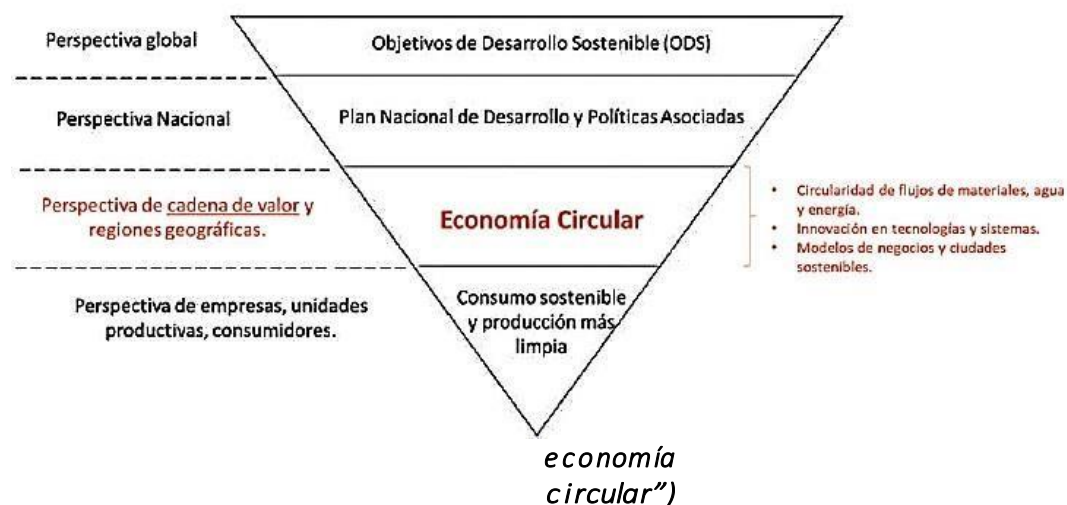 Perspectiva global
Objetivos de Desarrollo Sostenible (ODS)
Perspectiva Nacional
Plan Nacional de Desarrollo y Políticas Asociadas
Perspectiva de cadena de valor y
regiones geográficas.
Economía Circular
• Circularidad de flujos de materiales, agua
y energía.
• Innovación en tecnologías y sistemas.
• Modelos de negocios y ciudades
sostenibles.
Perspectiva de empresas, unidades
productivas, consumidores.
Consumo sostenible
y producción más
limpia
economía
circular”)